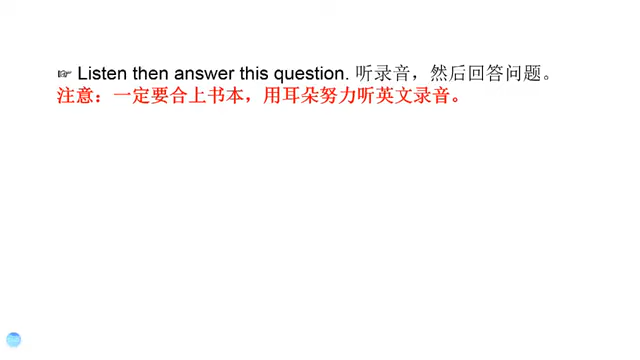 ☞ Listen then answer this question. 听录音，然后回答问题。
注意：一定要合上书本，用耳朵努力听英文录音。